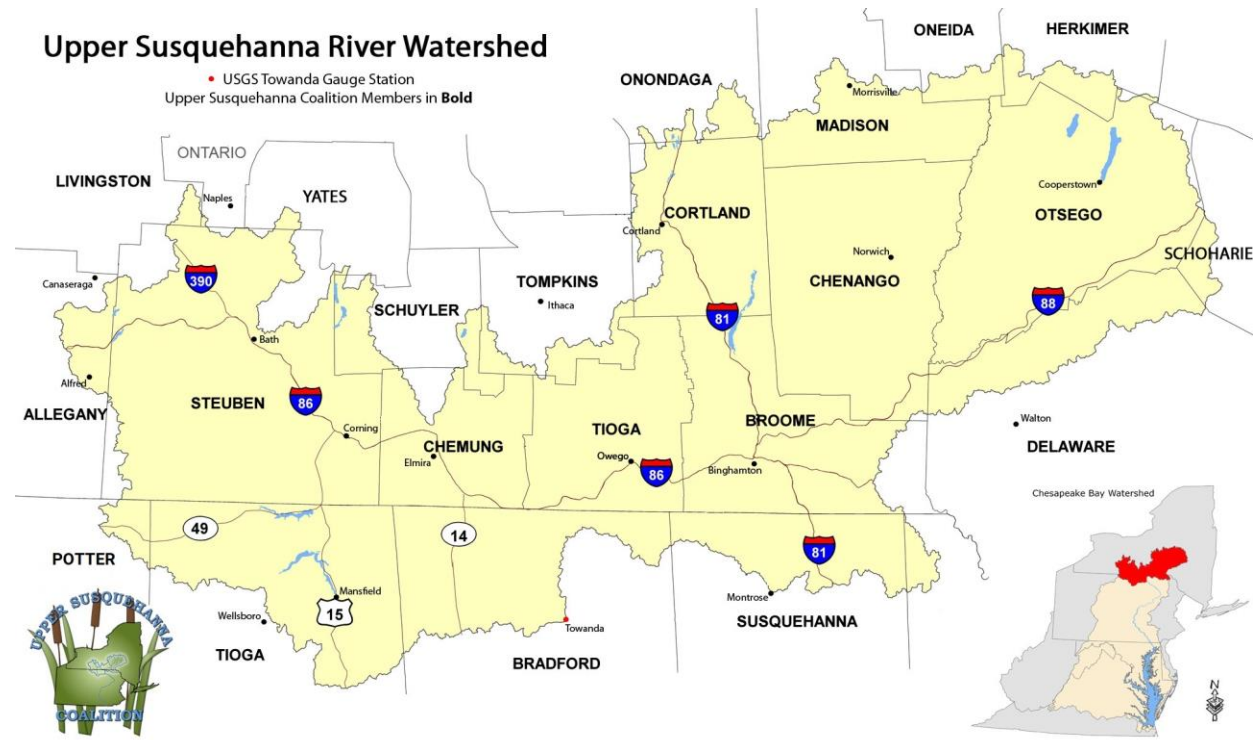 Upper Susquehanna River Watershed
USGS Towanda Gauge Station
Upper Susquehanna Coalition Members in Bold
ONEIDA
HERKIMER
ONONDAGA
Morrisville
MADISON
ONTARIO
LIVINGSTON
YATES
Naples
Cooperstown
CORTLAND
OTSEGO
Cortland
Norwich
SCHOHARIE
Canaseraga
390
TOMPKINS
CHENANGO
Ithaca
SCHUYLER
88
81
Bath
Alfred
STEUBEN
86
ALLEGANY
BROOME
Walton
TIOGA
Corning
CHEMUNG
DELAWARE
Elmira
Owego
86
Binghamton
Chesapeake Bay Watershed
49
14
81
POTTER
Mansfield
Montrose
15
Wellsboro
SUSQUEHANNA
Towanda
TIOGA
BRADFORD
UPPER SUSQUEHANNA
COALITION
N